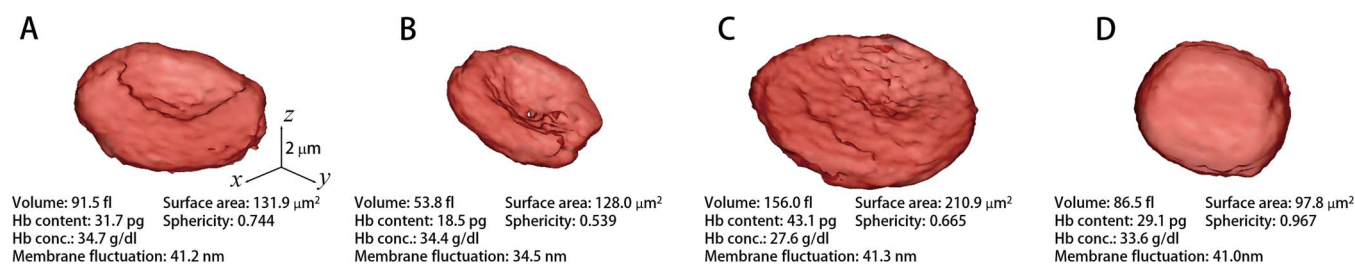 A
B
C
D
z
2 μm
x
y
Volume: 91.5 fl Surface area: 131.9 μm²
Hb content: 31.7 pg Sphericity: 0.744
Hb conc.: 34.7 g/dl
Membrane fluctuation: 41.2 nm
Volume: 53.8 fl Surface area: 128.0 μm²
Hb content: 18.5 pg Sphericity: 0.539
Hb conc.: 34.4 g/dl
Membrane fluctuation: 34.5 nm
Volume: 156.0 fl Surface area: 210.9 μm²
Hb content: 43.1 pg Sphericity: 0.665
Hb conc.: 27.6 g/dl
Membrane fluctuation: 41.3 nm
Volume: 86.5 fl Surface area: 97.8 μm²
Hb content: 29.1 pg Sphericity: 0.967
Hb conc.: 33.6 g/dl
Membrane fluctuation: 41.0nm